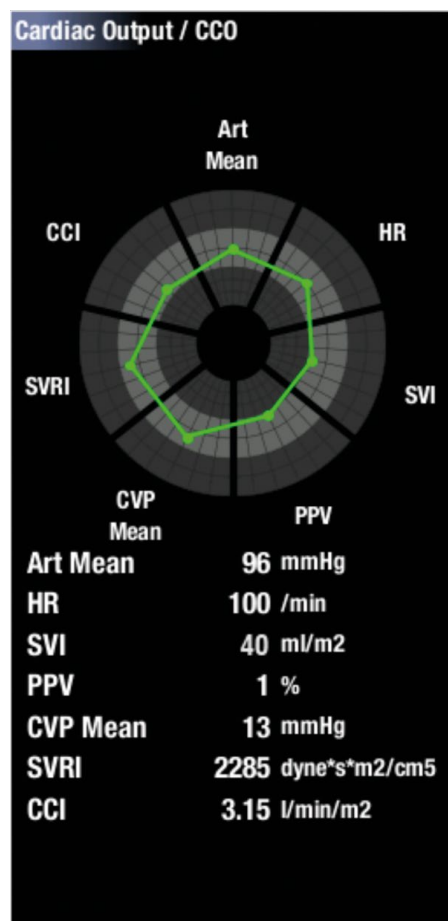 Cardiac Output / CCO
Art
Mean
CCI
HR
SVRI
SVI
CVP
Mean
PPV
Art Mean 96 mmHg
HR 100 /min
SVI 40 ml/m2
PPV 1 %
CVP Mean 13 mmHg
SVRI 2285 dyne*s*m2/cm5
CCI 3.15 l/min/m2